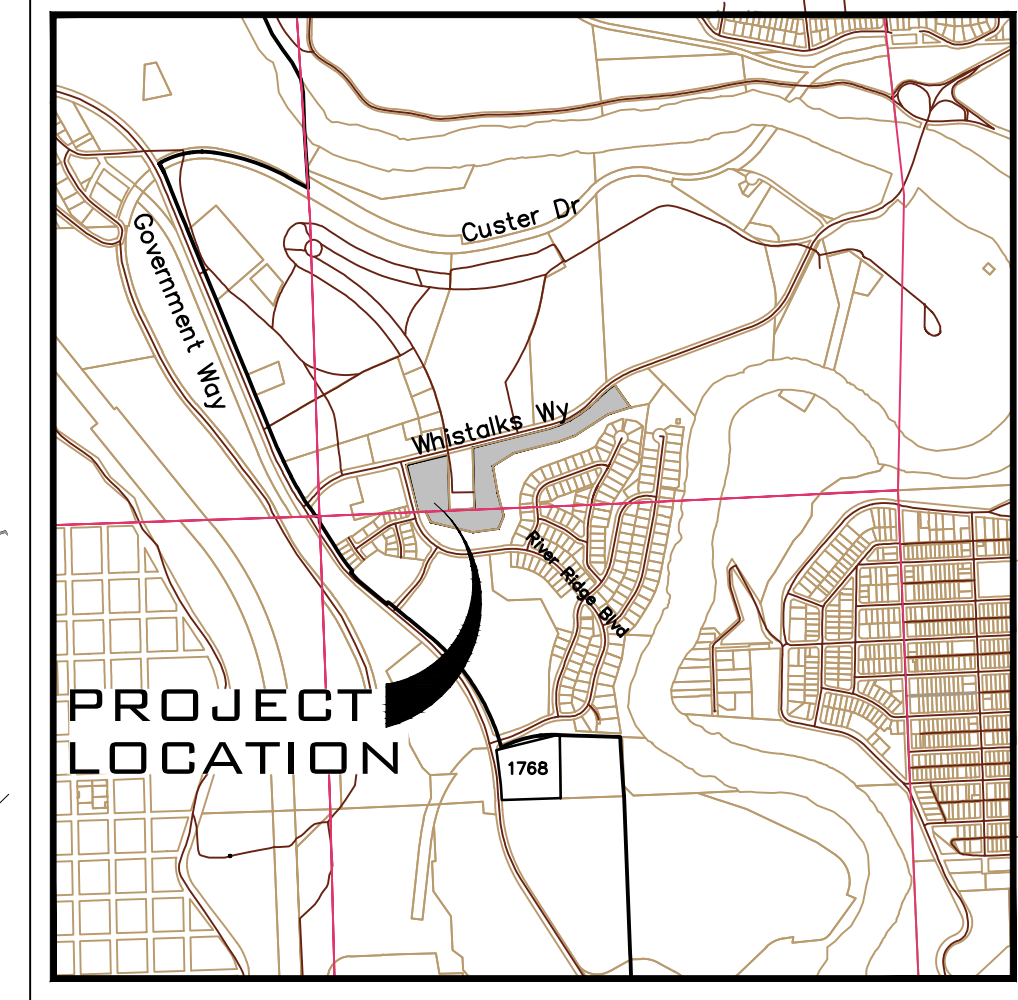 Custer Dr
Government Way
Whistalks Wy
River Ridge Blvd
PROJECT
LOCATION
1768